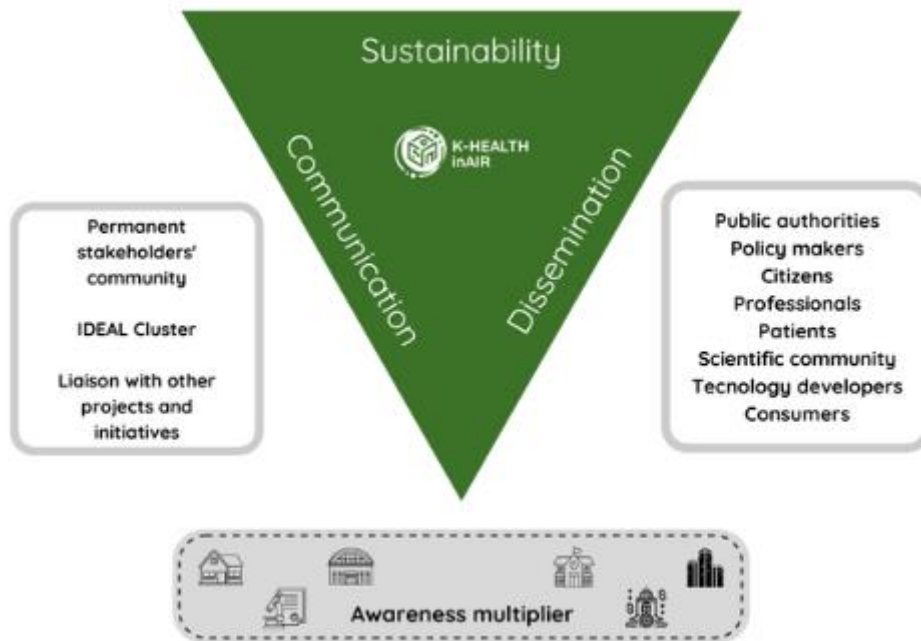 Sustainability
Communication
K-HEALTH
inAIR
Dissemination
Permanent
stakeholders'
community
IDEAL Cluster
Liaison with other
projects and
initiatives
Public authorities
Policy makers
Citizens
Professionals
Patients
Scientific community
Tecnology developers
Consumers
Awareness multiplier